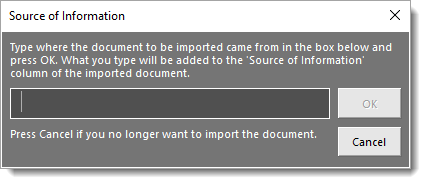 Source of Information
Type where the document to be imported came from in the box below and
press OK. What you type will be added to the 'Source of Information'
column of the imported document.
OK
Press Cancel if you no longer want to import the document.
Cancel